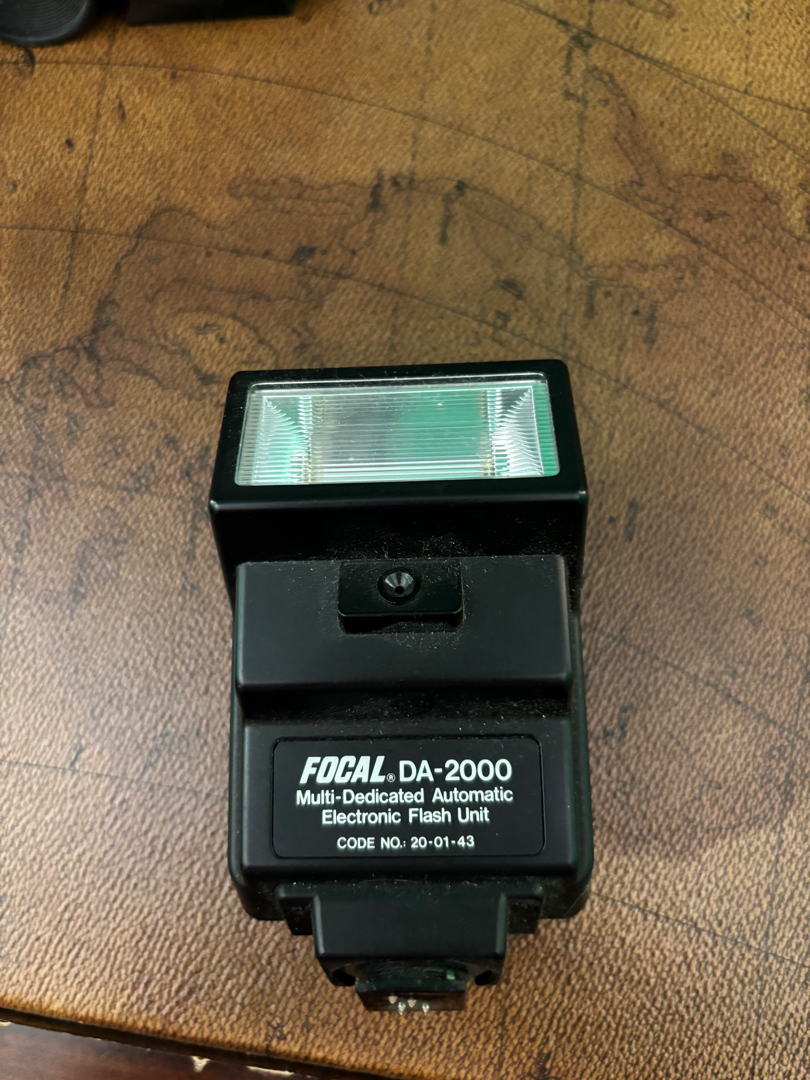 FOCAL® DA-2000
Multi-Dedicated Automatic
Electronic Flash Unit
CODE NO.: 20-01-43